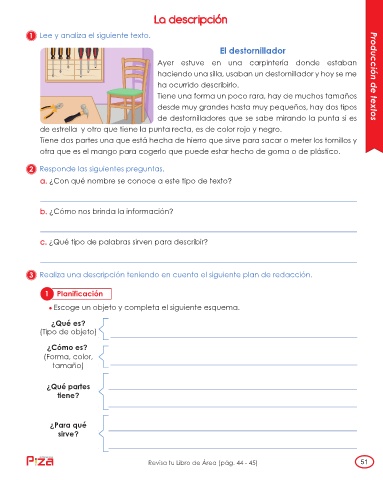 La descripción
1 Lee y analiza el siguiente texto.
El destornillador
Ayer estuve en una carpintería donde estaban
haciendo una silla, usaban un destornillador y hoy se me
ha ocurrido describirlo.
Tiene una forma un poco rara, hay de muchos tamaños
desde muy grandes hasta muy pequeños, hay dos tipos
de destornilladores que se sabe mirando la punta si es
de estrella y otro que tiene la punta recta, es de color rojo y negro.
Tiene dos partes una que está hecha de hierro que sirve para sacar o meter los tornillos y
otra que es el mango para cogerlo que puede estar hecho de goma o de plástico.
2 Responde las siguientes preguntas.
a. ¿Con qué nombre se conoce a este tipo de texto?
b. ¿Cómo nos brinda la información?
c. ¿Qué tipo de palabras sirven para describir?
3 Realiza una descripción teniendo en cuenta el siguiente plan de redacción.
1 Planificación
• Escoge un objeto y completa el siguiente esquema.
¿Qué es?
(Tipo de objeto)
¿Cómo es?
(Forma, color,
tamaño)
¿Qué partes
tiene?
¿Para qué
sirve?
Producción de textos
Piza
Revisa tu Libro de Área (pág. 44 - 45)
51